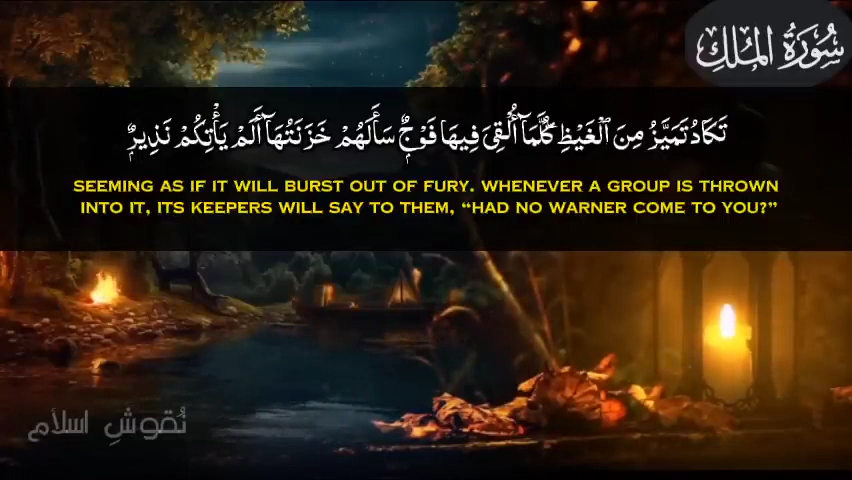 سُورَةُ المُلكِ
تَكَادُ تَمَيَّزُ مِنَ ٱلْغَيْظِ كُلَّمَآ أُلْقِىَ فِيهَا فَوْجٌ سَأَلَهُمْ خَزَنَتُهَآ أَلَمْ يَأْتِكُمْ نَذِيرٌ
SEEMING AS IF IT WILL BURST OUT OF FURY. WHENEVER A GROUP IS THROWN
INTO IT, ITS KEEPERS WILL SAY TO THEM, “HAD NO WARNER COME TO YOU?”
نُقوشِ اسلام